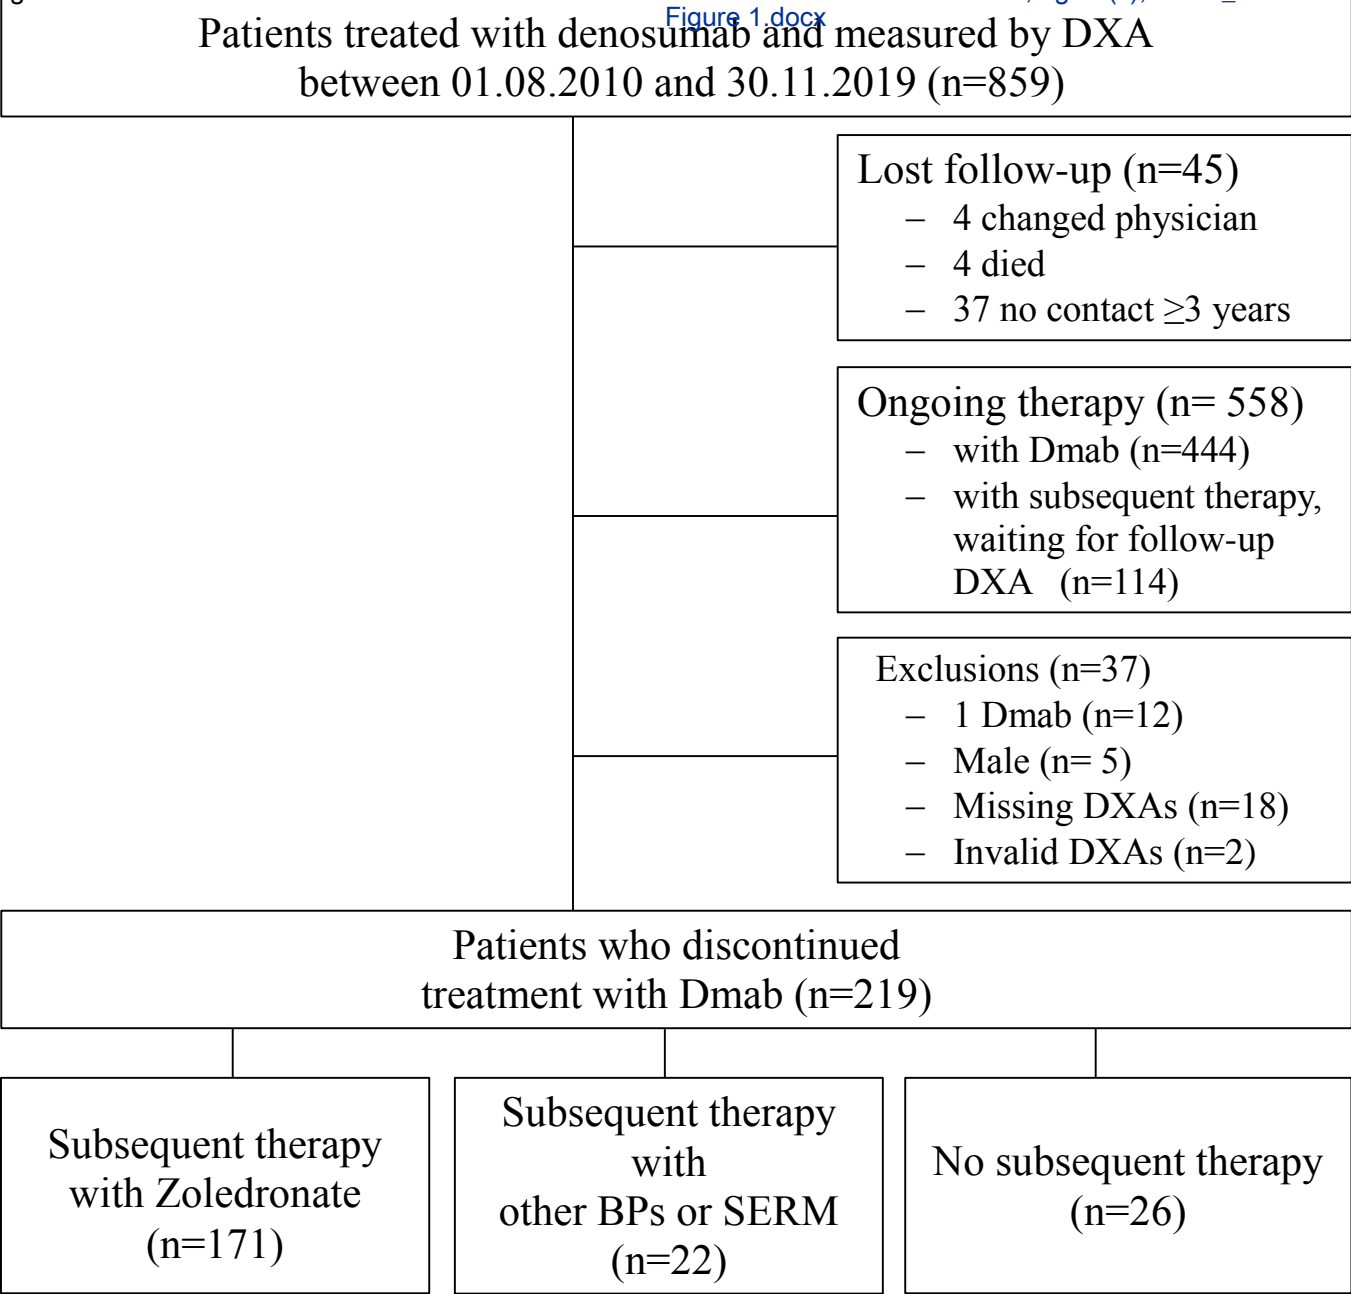 Figure 1.docx
Patients treated with denosumab and measured by DXA
between 01.08.2010 and 30.11.2019 (n=859)
Lost follow-up (n=45)
– 4 changed physician
– 4 died
– 37 no contact ≥3 years
Ongoing therapy (n= 558)
– with Dmab (n=444)
– with subsequent therapy,
waiting for follow-up
DXA (n=114)
Exclusions (n=37)
– 1 Dmab (n=12)
– Male (n= 5)
– Missing DXAs (n=18)
– Invalid DXAs (n=2)
Patients who discontinued
treatment with Dmab (n=219)
Subsequent therapy
with Zoledronate
(n=171)
Subsequent therapy
with
other BPs or SERM
(n=22)
No subsequent therapy
(n=26)